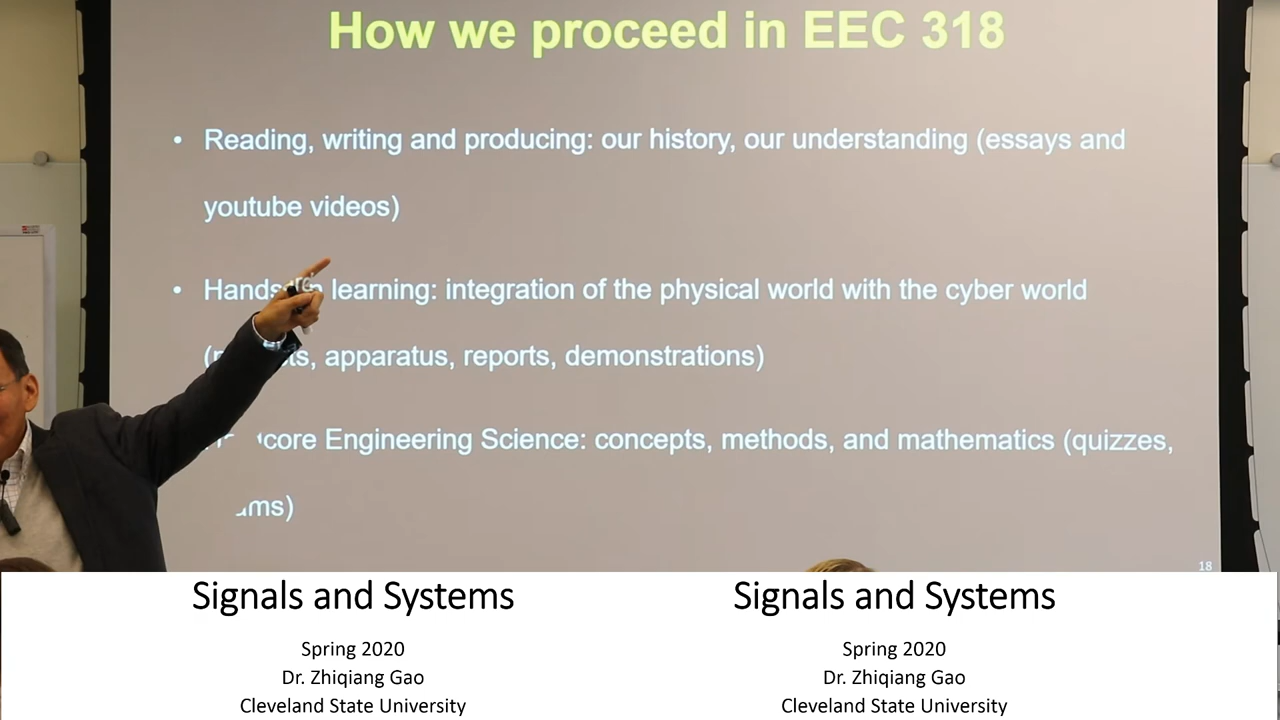 How we proceed in EEC 318
• Reading, writing and producing: our history, our understanding (essays and
youtube videos)
• Hands learning: integration of the physical world with the cyber world
apparatus, reports, demonstrations)
core Engineering Science: concepts, methods, and mathematics (quizzes,
18
Signals and Systems
Spring 2020
Dr. Zhiqiang Gao
Cleveland State University
Signals and Systems
Spring 2020
Dr. Zhiqiang Gao
Cleveland State University